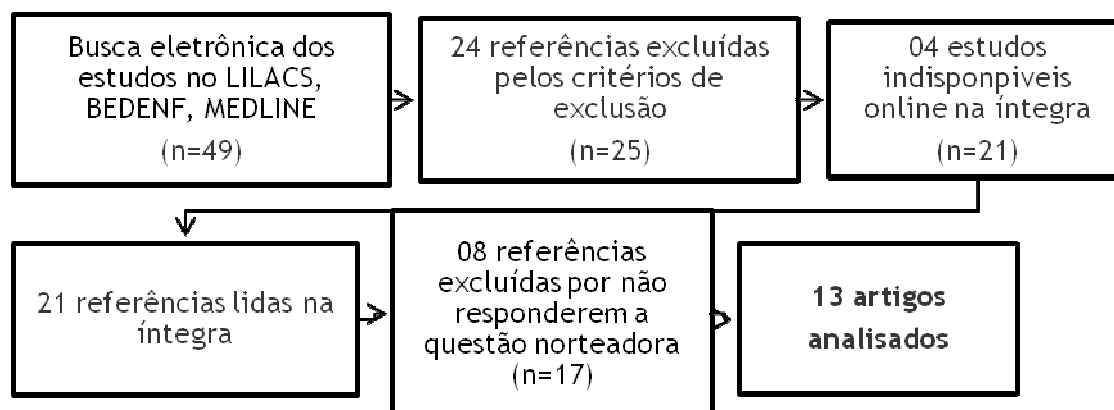 Busca eletrônica dos
estudos no LILACS,
BEDENF, MEDLINE
(n=49)
24 referências excluídas
pelos critérios de
exclusão
(n=25)
04 estudos
indisponpiveis
online na íntegra
(n=21)
21 referências lidas na
íntegra
08 referências
excluídas por não
responderem a
questão norteadora
(n=17)
13 artigos
analisados